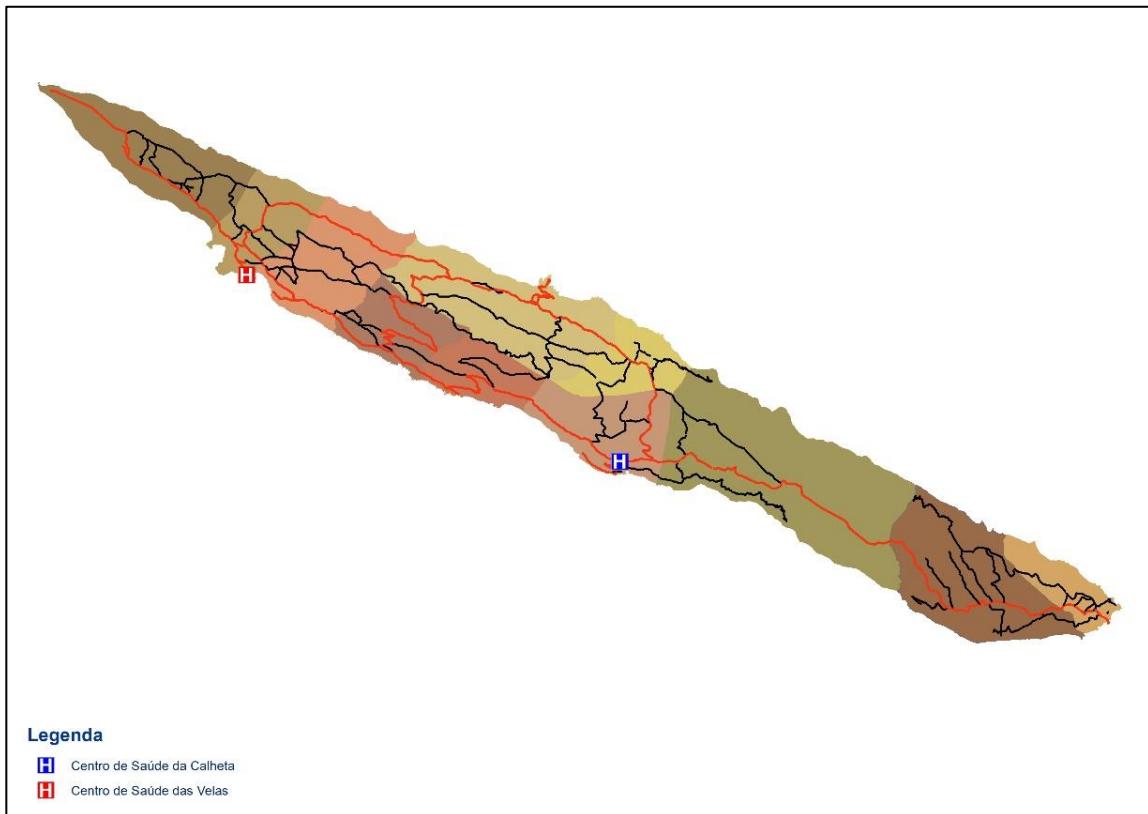 H
H
Legenda
H Centro de Saúde da Calheta
H Centro de Saúde das Velas